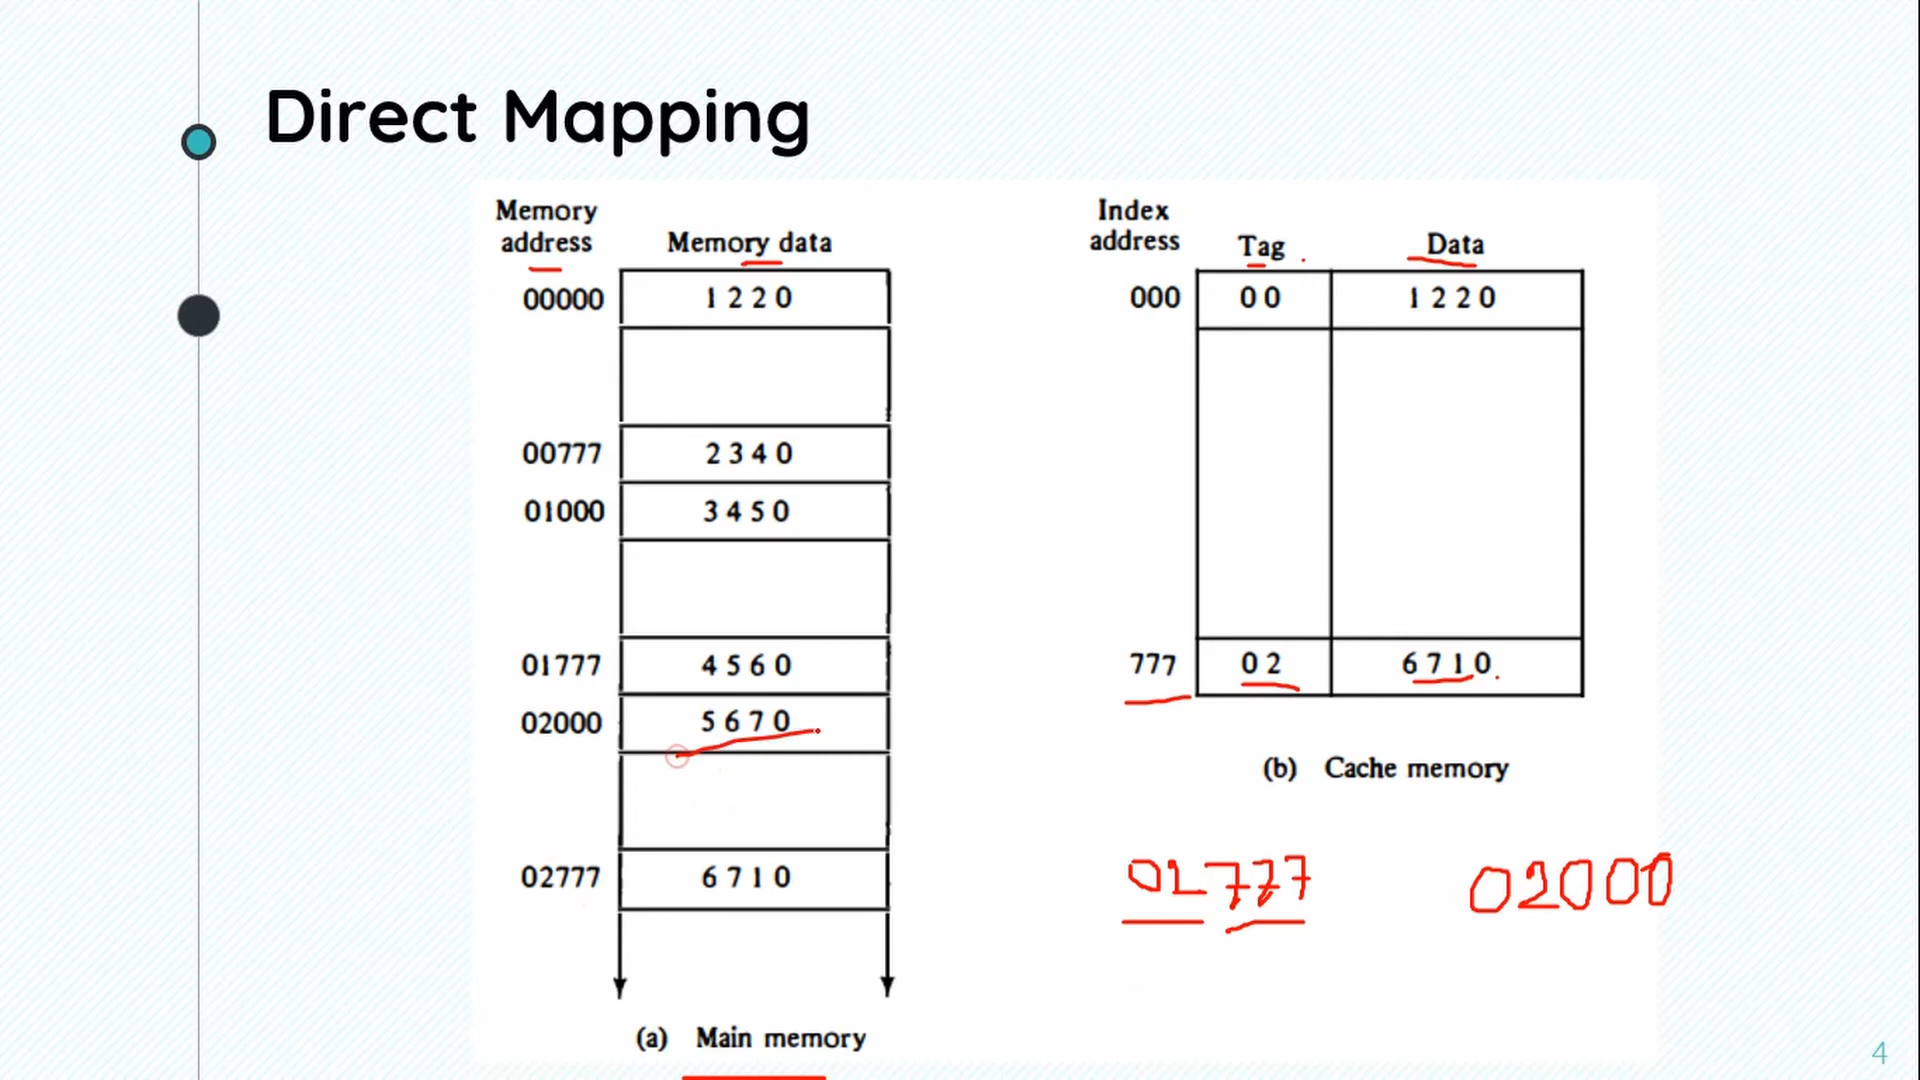 Direct Mapping
Memory address
Memory data
00000 1 2 2 0
00777 2 3 4 0
01000 3 4 5 0
01777 4 5 6 0
02000 5 6 7 0
02777 6 7 1 0
(a) Main memory
Index address
Tag
Data
000 0 0 1 2 2 0
777 0 2 6 7 1 0
(b) Cache memory
02777
02000
4